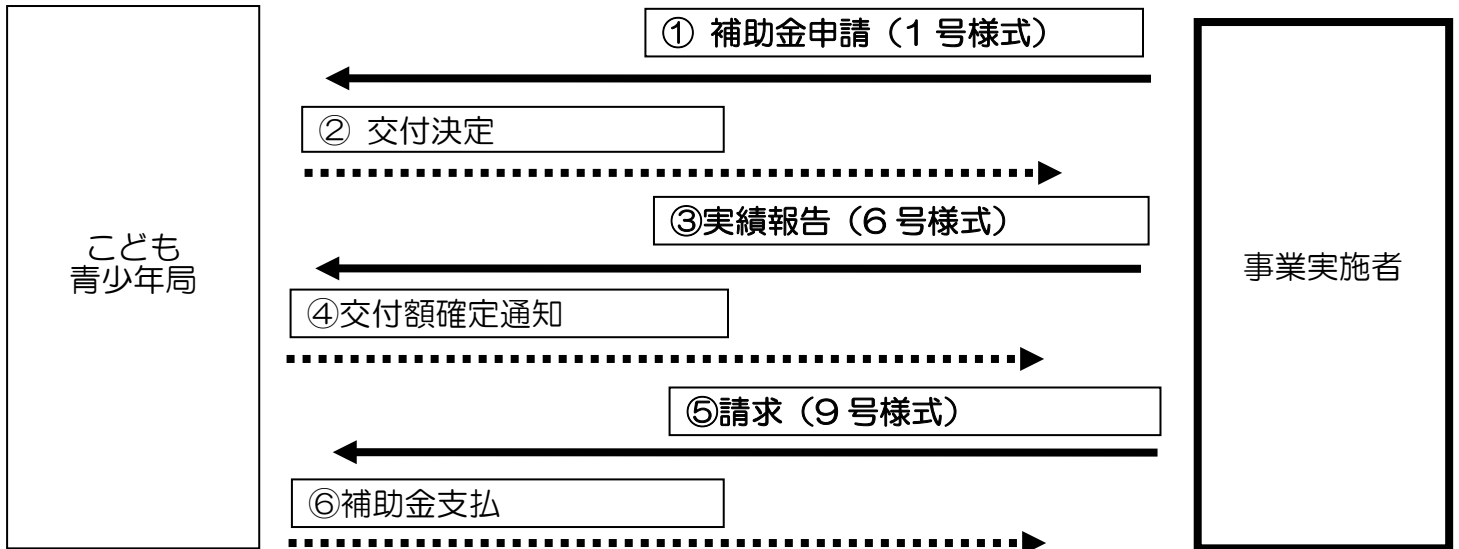 ① 補助金申請（1号様式）
② 交付決定
③実績報告（6号様式）
こども
青少年局
事業実施者
④交付額確定通知
⑤請求（9号様式）
⑥補助金支払